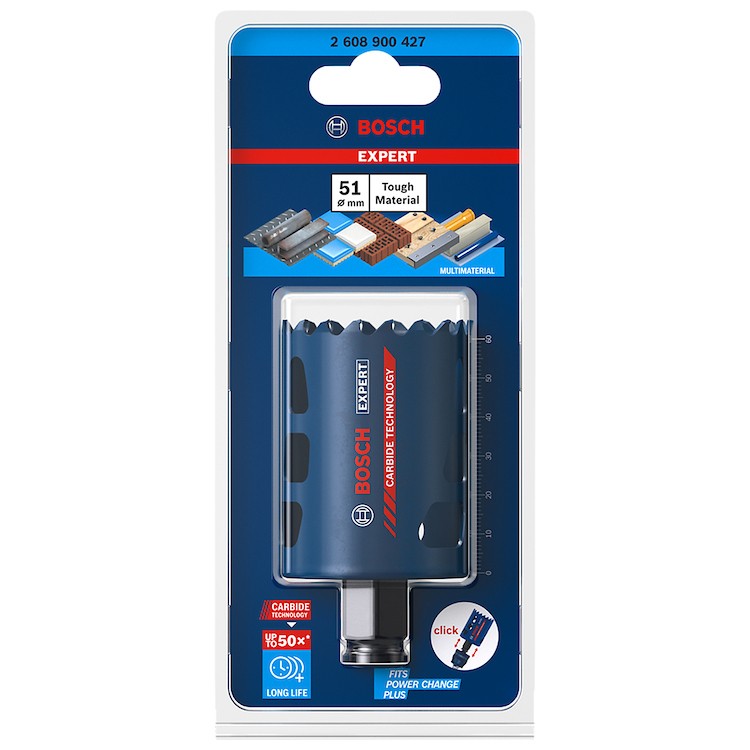 2 608 900 427
BOSCH
EXPERT
51
Ø mm
Tough
Material
MULTIMATERIAL
BOSCH
EXPERT
CARBIDE TECHNOLOGY
60
50
40
30
20
10
0
CARBIDE
TECHNOLOGY
UP TO 50×*
LONG LIFE
click
FITS
POWER CHANGE
PLUS